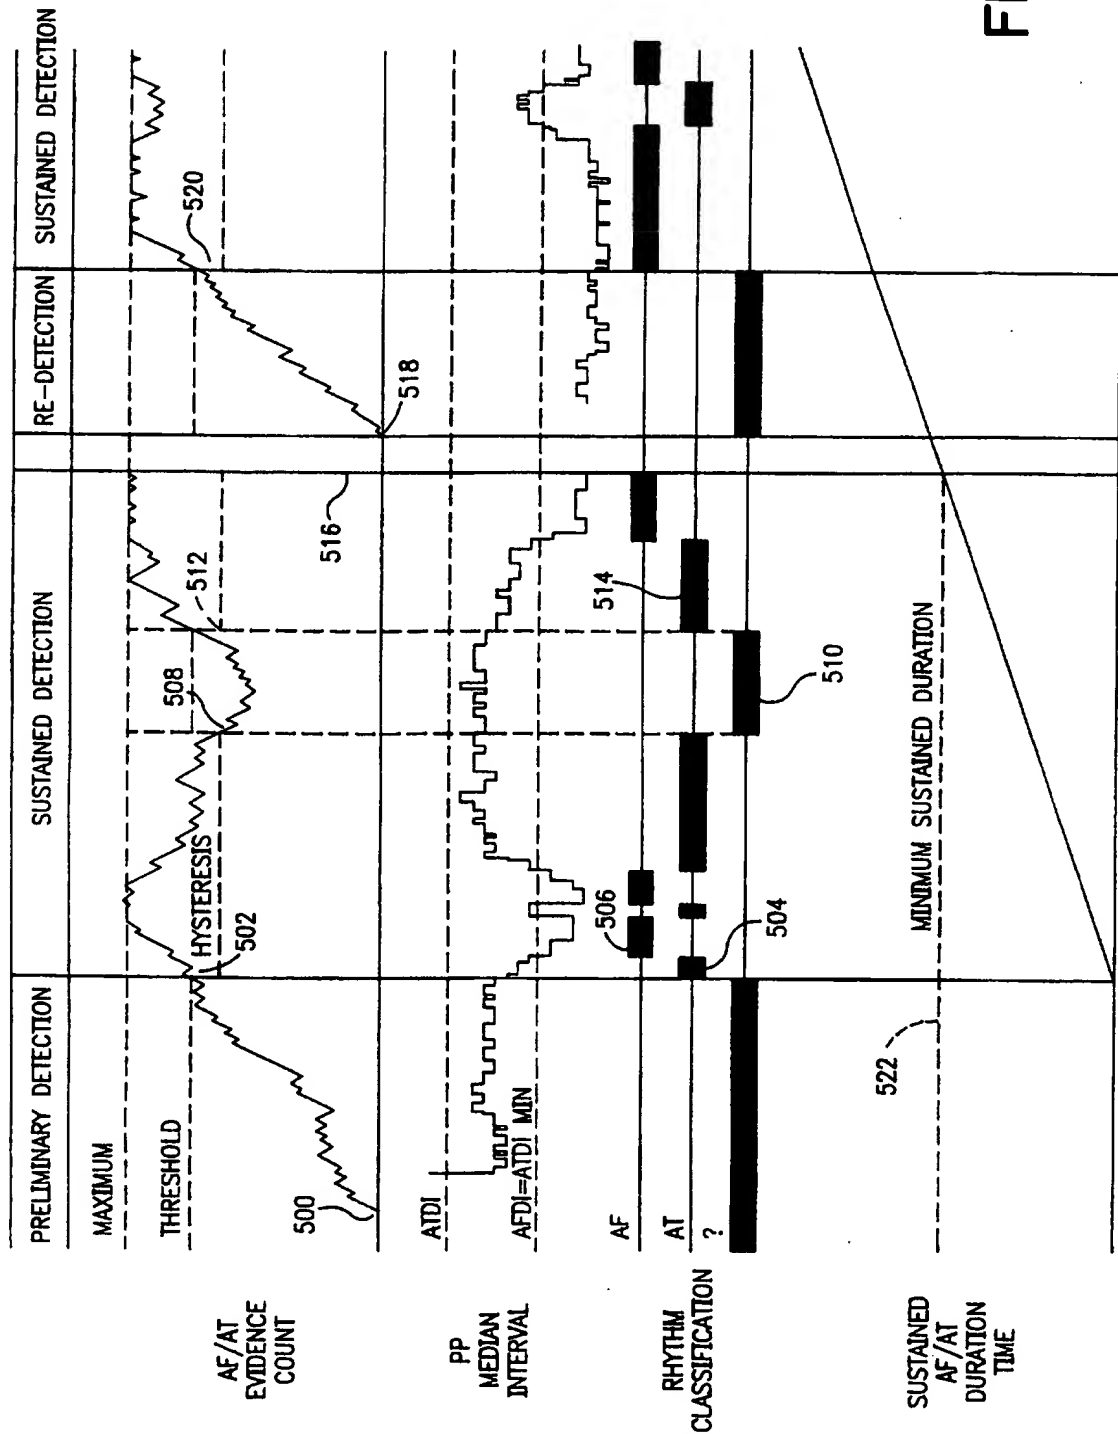 PRELIMINARY DETECTION
SUSTAINED DETECTION
RE-DETECTION
SUSTAINED DETECTION
AF/AT
EVIDENCE
COUNT
MAXIMUM
THRESHOLD
HYSTERESIS
500
502
508
512
516
518
520
PP
MEDIAN
INTERVAL
ATDI
AFDI=ATDI MIN
RHYTHM
CLASSIFICATION
AF
AT
?
506
504
514
510
SUSTAINED
AF/AT
DURATION
TIME
522
MINIMUM SUSTAINED DURATION